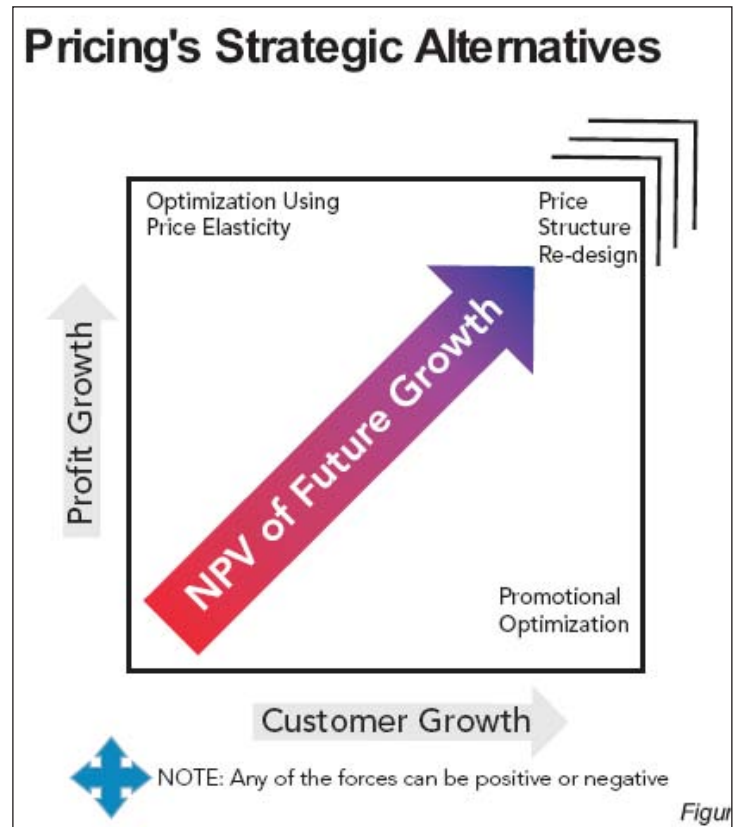 Pricing's Strategic Alternatives
Optimization Using
Price Elasticity
Price
Structure
Re-design
Profit Growth
NPV of Future Growth
Promotional
Optimization
Customer Growth
NOTE: Any of the forces can be positive or negative